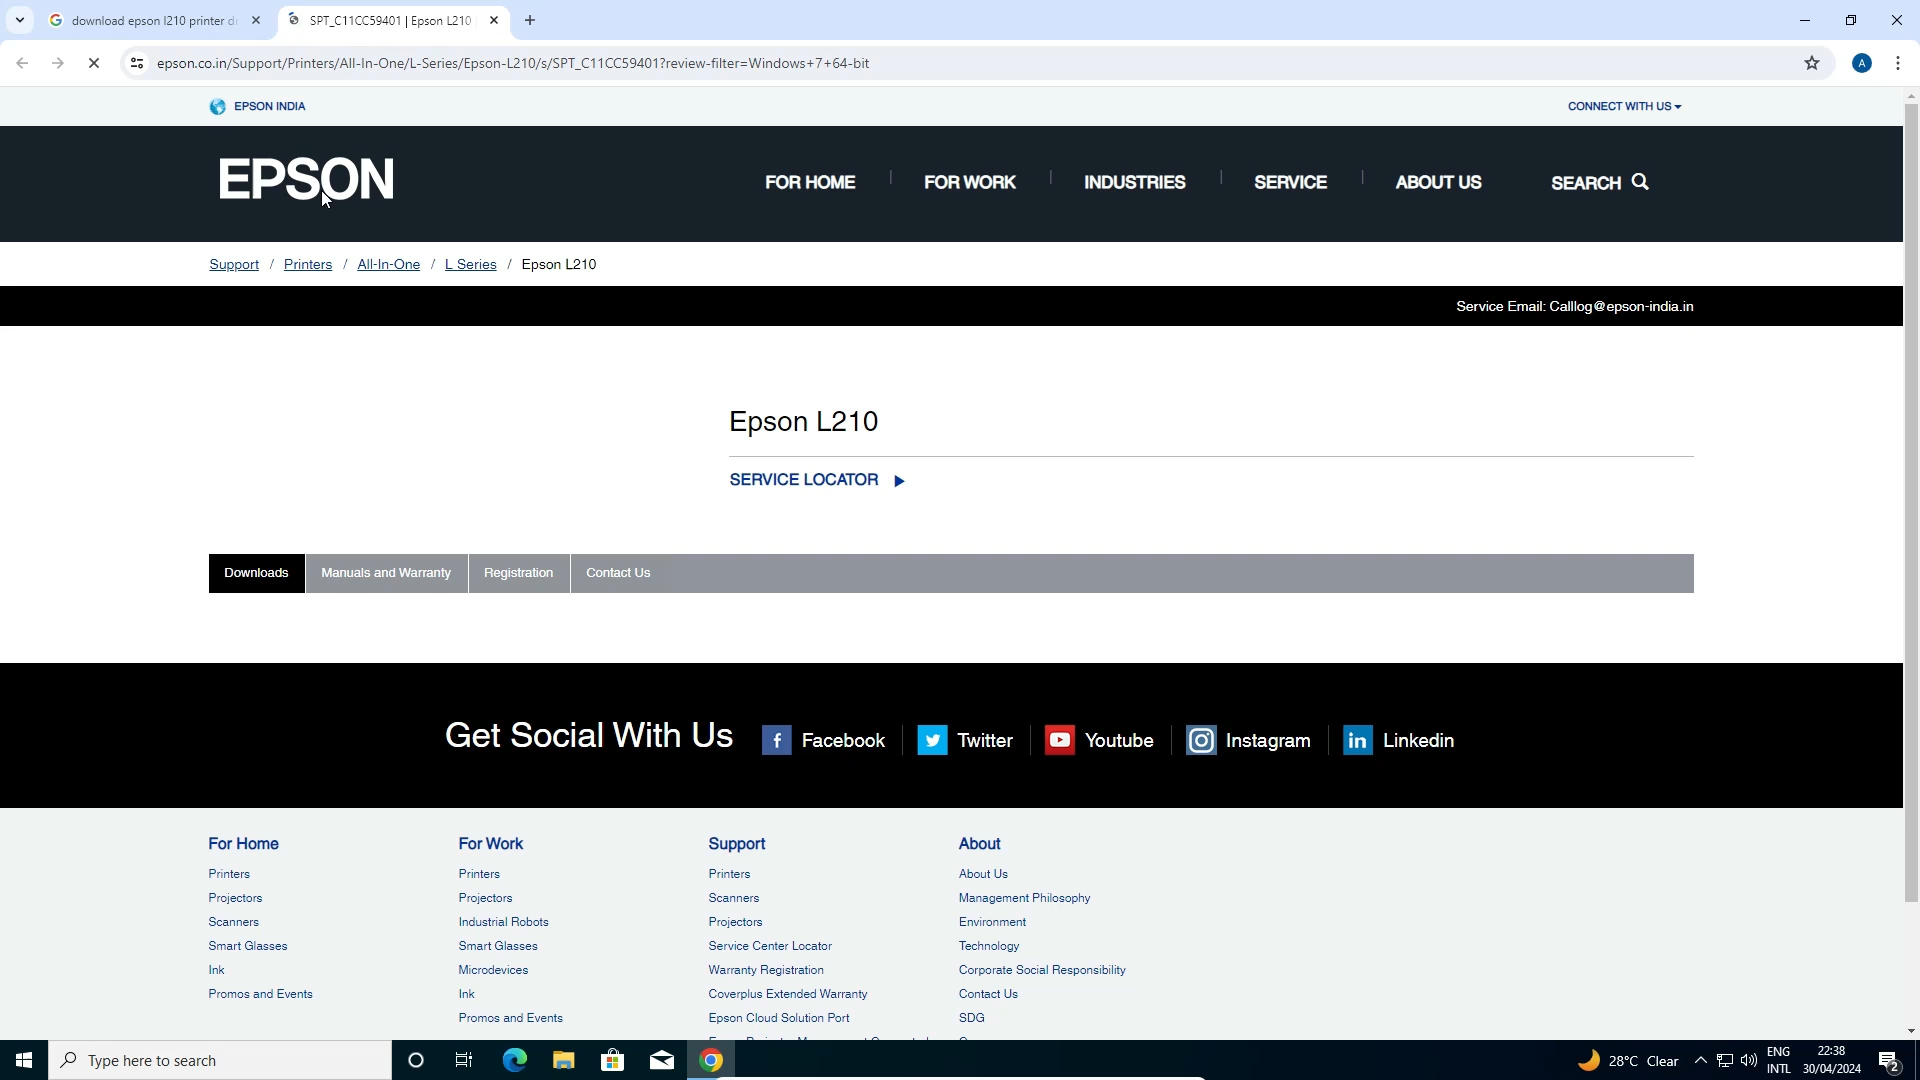 download epson l210 printer d
SPT_C11CC59401 | Epson L210
epson.co.in/Support/Printers/All-In-One/L-Series/Epson-L210/s/SPT_C11CC59401?review-filter=Windows+7+64-bit
A
EPSON INDIA
CONNECT WITH US
EPSON
FOR HOME
FOR WORK
INDUSTRIES
SERVICE
ABOUT US
SEARCH
Support / Printers / All-In-One / L Series / Epson L210
Service Email: Calllog@epson-india.in
Epson L210
SERVICE LOCATOR
Downloads
Manuals and Warranty
Registration
Contact Us
Get Social With Us
Facebook
Twitter
Youtube
Instagram
Linkedin
For Home
Printers
Projectors
Scanners
Smart Glasses
Ink
Promos and Events
For Work
Printers
Projectors
Industrial Robots
Smart Glasses
Microdevices
Ink
Promos and Events
Support
Printers
Scanners
Projectors
Service Center Locator
Warranty Registration
Coverplus Extended Warranty
Epson Cloud Solution Port
About
About Us
Management Philosophy
Environment
Technology
Corporate Social Responsibility
Contact Us
SDG
Type here to search
28°C Clear
ENG
INTL
22:38
30/04/2024
2